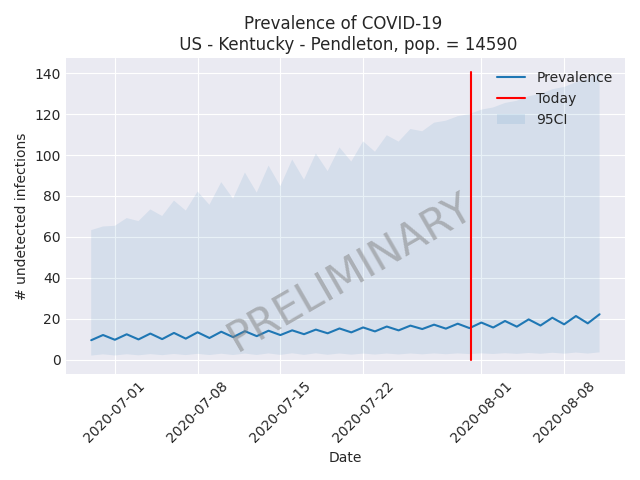 Prevalence of COVID-19
US - Kentucky - Pendleton, pop. = 14590
140
120
100
80
60
40
20
0
# undetected infections
Prevalence
Today
95CI
PRELIMINARY
2020-07-01
2020-07-08
2020-07-15
2020-07-22
2020-08-01
2020-08-08
Date